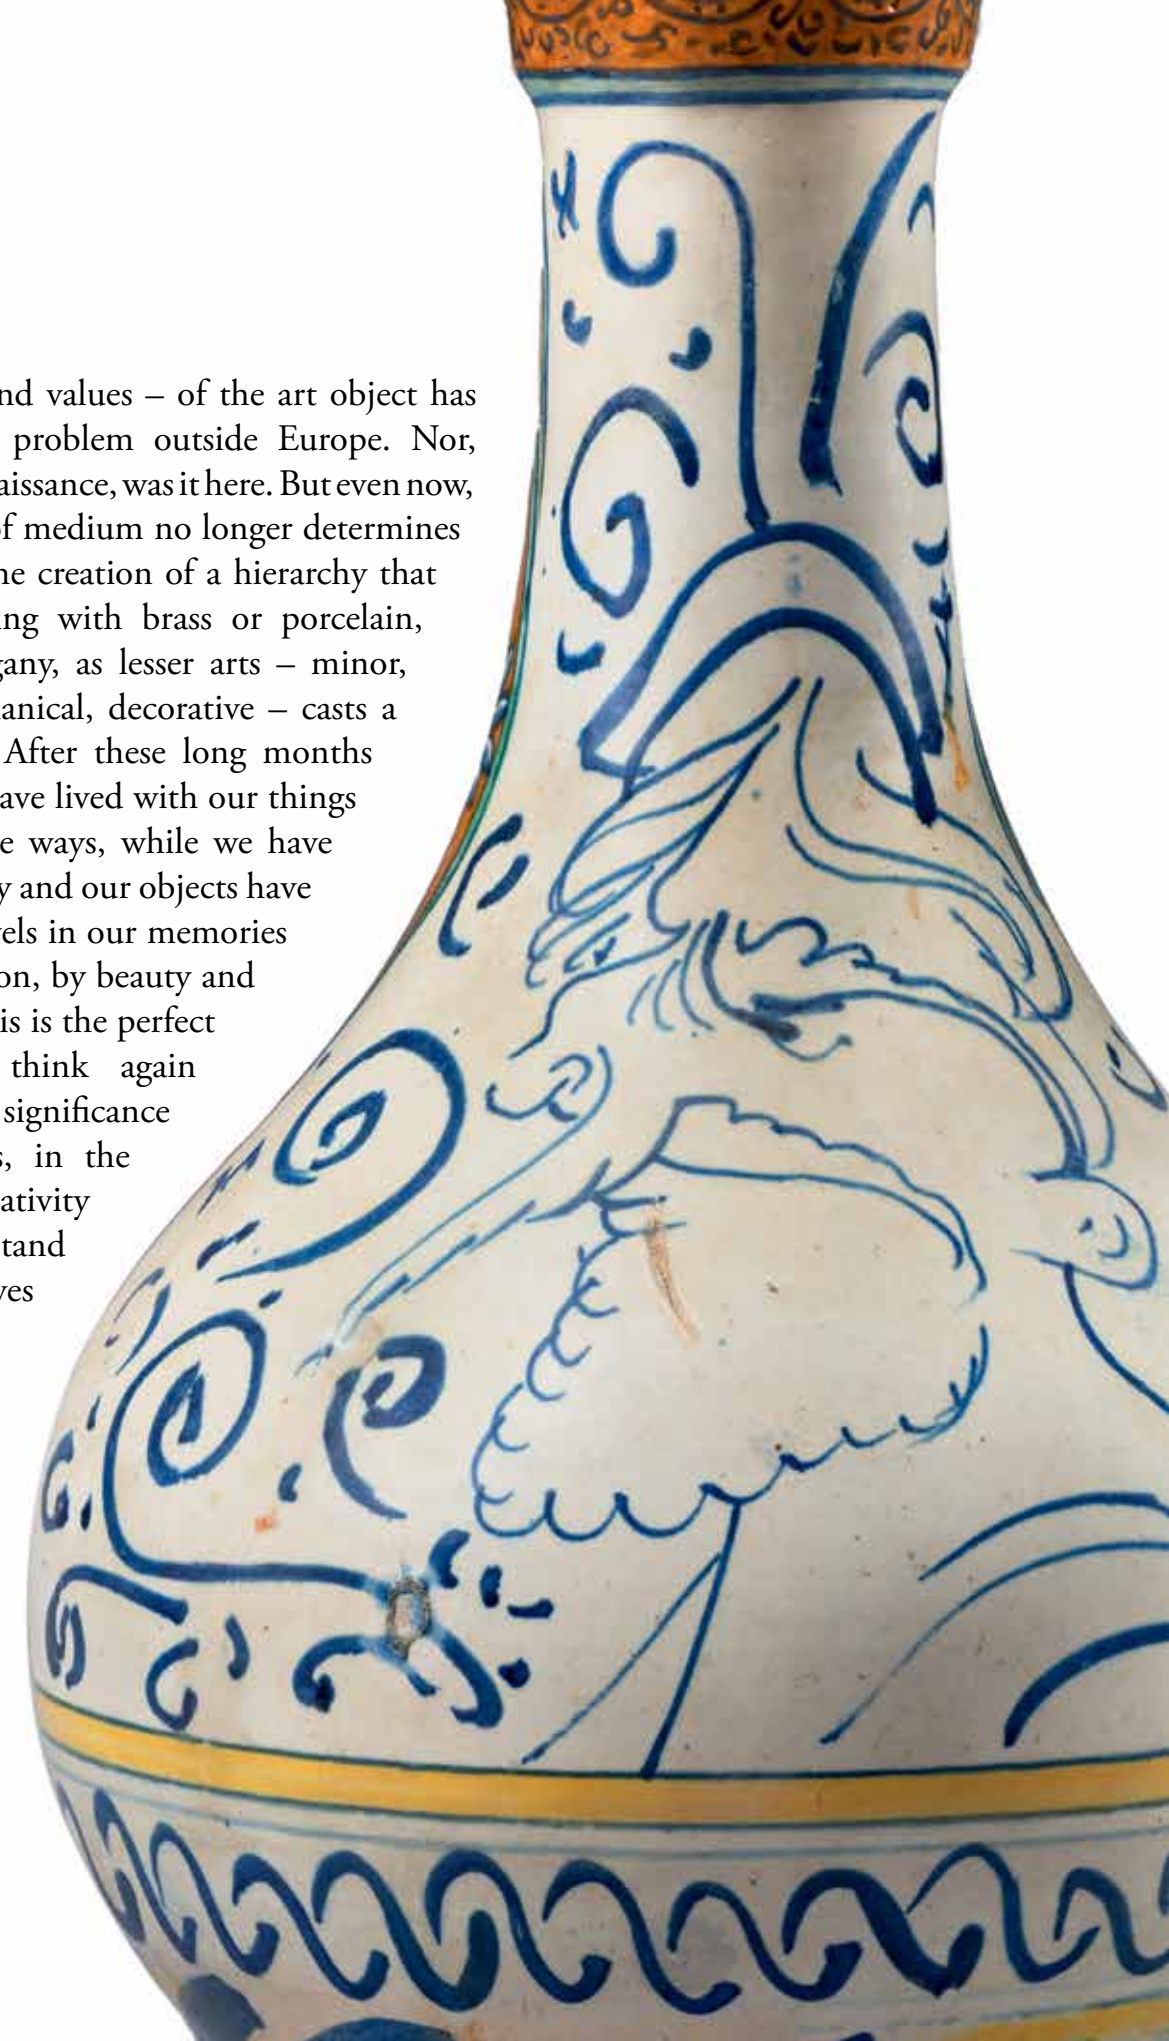 nd values – of the art object has
problem outside Europe. Nor,
aissance, was it here. But even now,
of medium no longer determines
he creation of a hierarchy that
ng with brass or porcelain,
gany, as lesser arts – minor,
anical, decorative – casts a
After these long months
ave lived with our things
e ways, while we have
y and our objects have
els in our memories
on, by beauty and
is is the perfect
think again
significance
s, in the
ativity
tand
ves